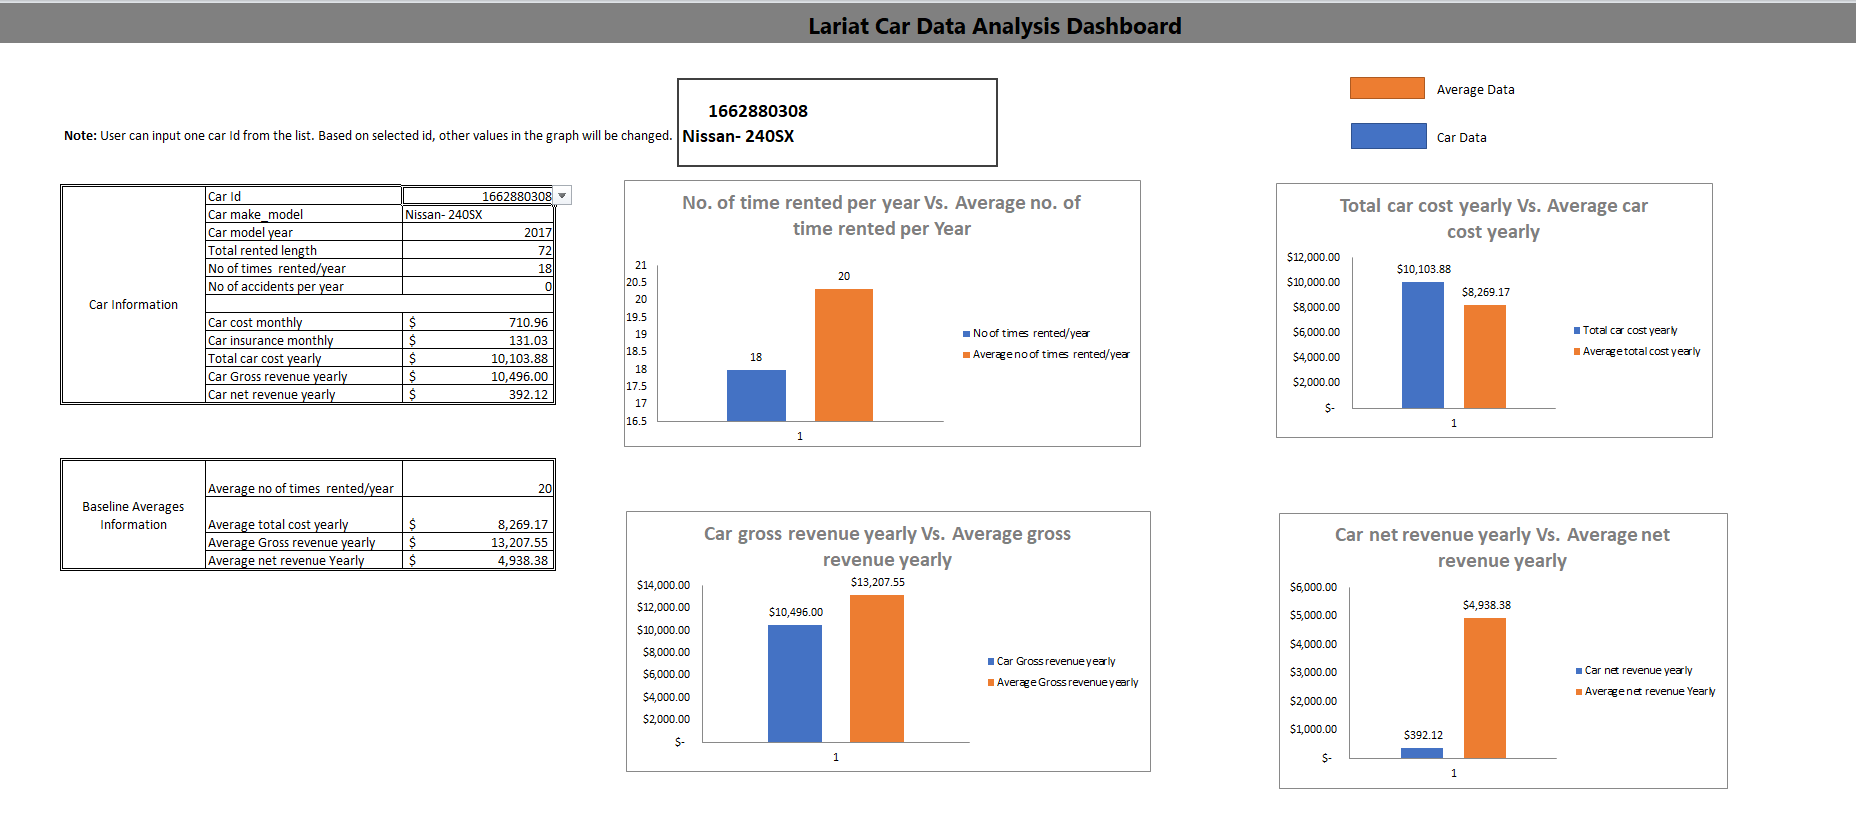 Lariat Car Data Analysis Dashboard
1662880308
Nissan- 240SX
Average Data
Car Data
Note: User can input one car Id from the list. Based on selected id, other values in the graph will be changed.
Car Information
Car Id 1662880308
Car make_model Nissan- 240SX
Car model year 2017
Total rented length 72
No of times rented/year 18
No of accidents per year 0
Car cost monthly $ 710.96
Car insurance monthly $ 131.03
Total car cost yearly $ 10,103.88
Car Gross revenue yearly $ 10,496.00
Car net revenue yearly $ 392.12
Baseline Averages
Information
Average no of times rented/year 20
Average total cost yearly $ 8,269.17
Average Gross revenue yearly $ 13,207.55
Average net revenue Yearly $ 4,938.38
No. of time rented per year Vs. Average no. of
time rented per Year
21
20.5
20
19.5
19
18.5
18
17.5
17
16.5
18
20
1
No of times rented/year
Average no of times rented/year
Total car cost yearly Vs. Average car
cost yearly
$12,000.00
$10,000.00
$8,000.00
$6,000.00
$4,000.00
$2,000.00
$-
$10,103.88
$8,269.17
1
Total car cost yearly
Average total cost yearly
Car gross revenue yearly Vs. Average gross
revenue yearly
$14,000.00
$12,000.00
$10,000.00
$8,000.00
$6,000.00
$4,000.00
$2,000.00
$-
$10,496.00
$13,207.55
1
Car Gross revenue yearly
Average Gross revenue yearly
Car net revenue yearly Vs. Average net
revenue yearly
$6,000.00
$5,000.00
$4,000.00
$3,000.00
$2,000.00
$1,000.00
$-
$392.12
$4,938.38
1
Car net revenue yearly
Average net revenue Yearly